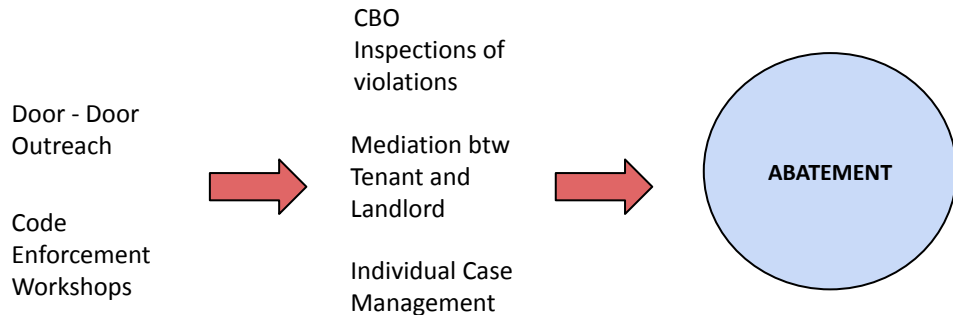 Door - Door
Outreach
Code
Enforcement
Workshops
CBO
Inspections of
violations
Mediation btw
Tenant and
Landlord
Individual Case
Management
ABATEMENT